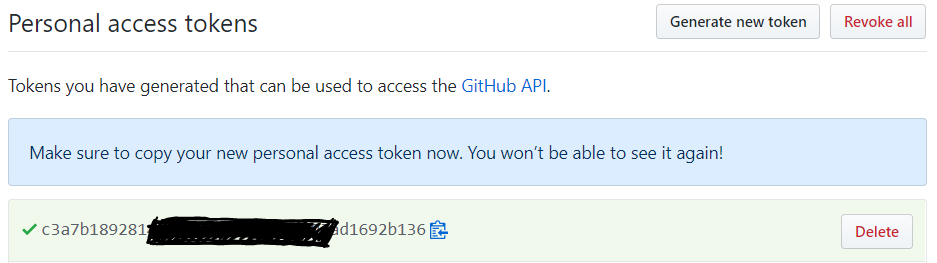 Personal access tokens
Generate new token
Revoke all
Tokens you have generated that can be used to access the GitHub API.
Make sure to copy your new personal access token now. You won't be able to see it again!
c3a7b189281 d1692b136
Delete